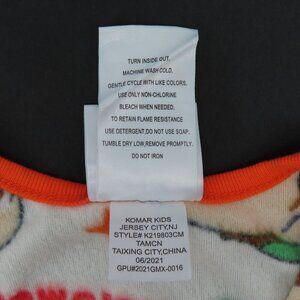 TURN INSIDE OUT,
MACHINE WASH COLD,
GENTLE CYCLE WITH LIKE COLORS.
USE ONLY NON-CHLORINE
BLEACH WHEN NEEDED.
TO RETAIN FLAME RESISTANCE
USE DETERGENT,DO NOT USE SOAP.
TUMBLE DRY LOW,REMOVE PROMPTLY.
DO NOT IRON
KOMAR KIDS
JERSEY CITY,NJ
STYLE# K219803CM
TAMCN
TAIXING CITY,CHINA
06/2021
GPU#2021GMX-0016